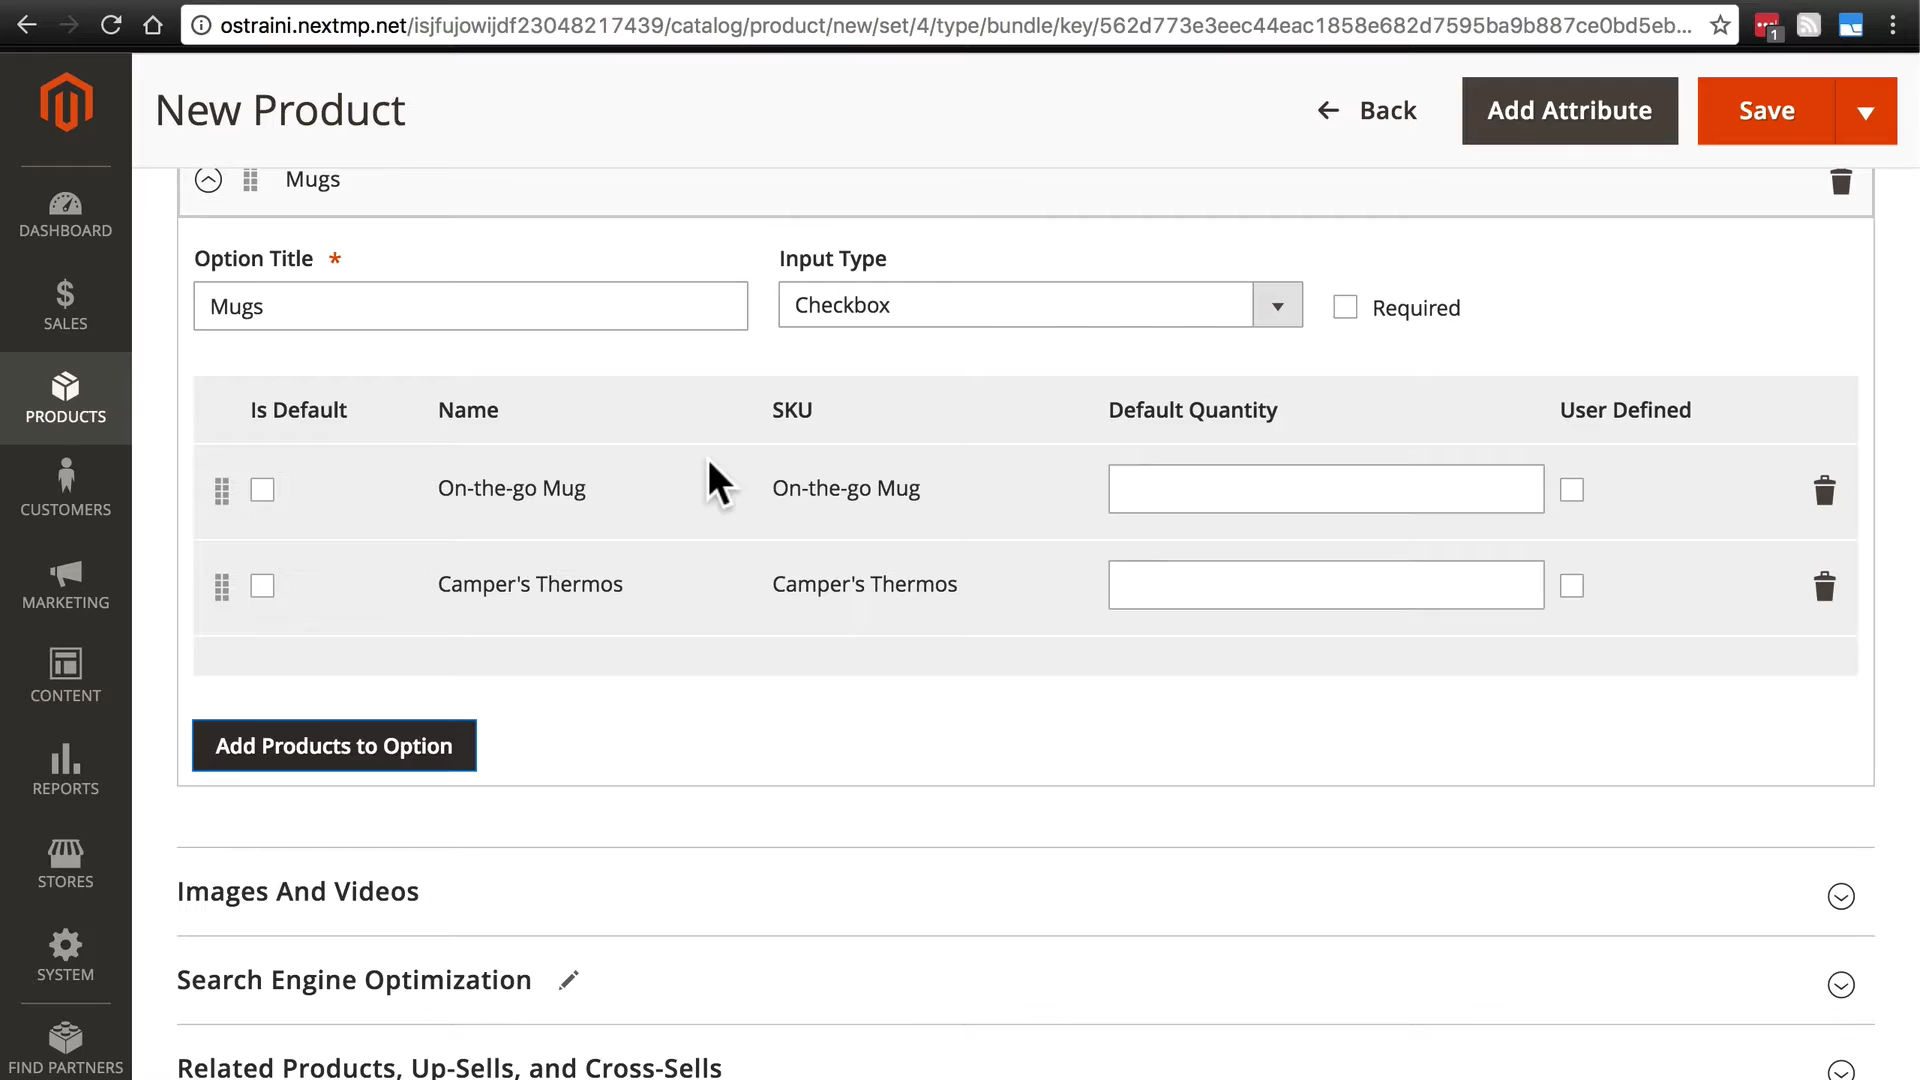 ostraini.nextmp.net/isjfujowijdf23048217439/catalog/product/new/set/4/type/bundle/key/562d773e3eec44eac1858e682d7595ba9b887ce0bd5eb...
1
New Product
Back
Add Attribute
Save
Mugs
Option Title *
Input Type
Mugs
Checkbox
Required
Is Default Name SKU Default Quantity User Defined
On-the-go Mug On-the-go Mug
Camper's Thermos Camper's Thermos
Add Products to Option
Images And Videos
Search Engine Optimization
Related Products, Up-Sells, and Cross-Sells
DASHBOARD
$
SALES
PRODUCTS
CUSTOMERS
MARKETING
CONTENT
REPORTS
STORES
SYSTEM
FIND PARTNERS